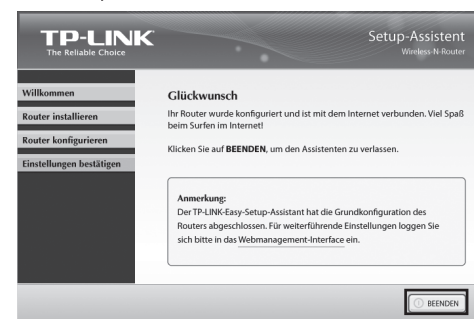 TP-LINK
The Reliable Choice
Setup-Assistent
Wireless-N-Router
Willkommen
Router installieren
Router konfigurieren
Einstellungen bestätigen
Glückwunsch
Ihr Router wurde konfiguriert und ist mit dem Internet verbunden. Viel Spaß
beim Surfen im Internet!
Klicken Sie auf BEENDEN, um den Assistenten zu verlassen.
Anmerkung:
Der TP-LINK-Easy-Setup-Assistant hat die Grundkonfiguration des
Routers abgeschlossen. Für weiterführende Einstellungen loggen Sie
sich bitte in das Webmanagement-Interface ein.
BEENDEN